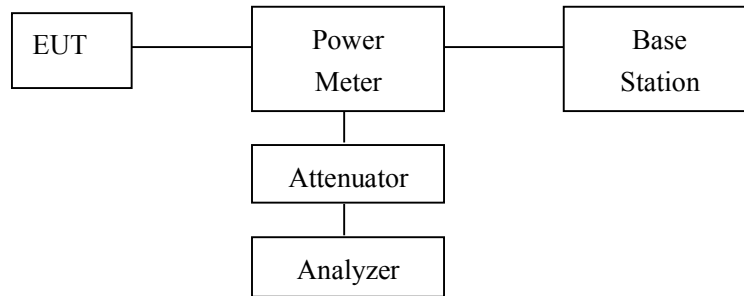 EUT
Power
Meter
Base
Station
Attenuator
Analyzer